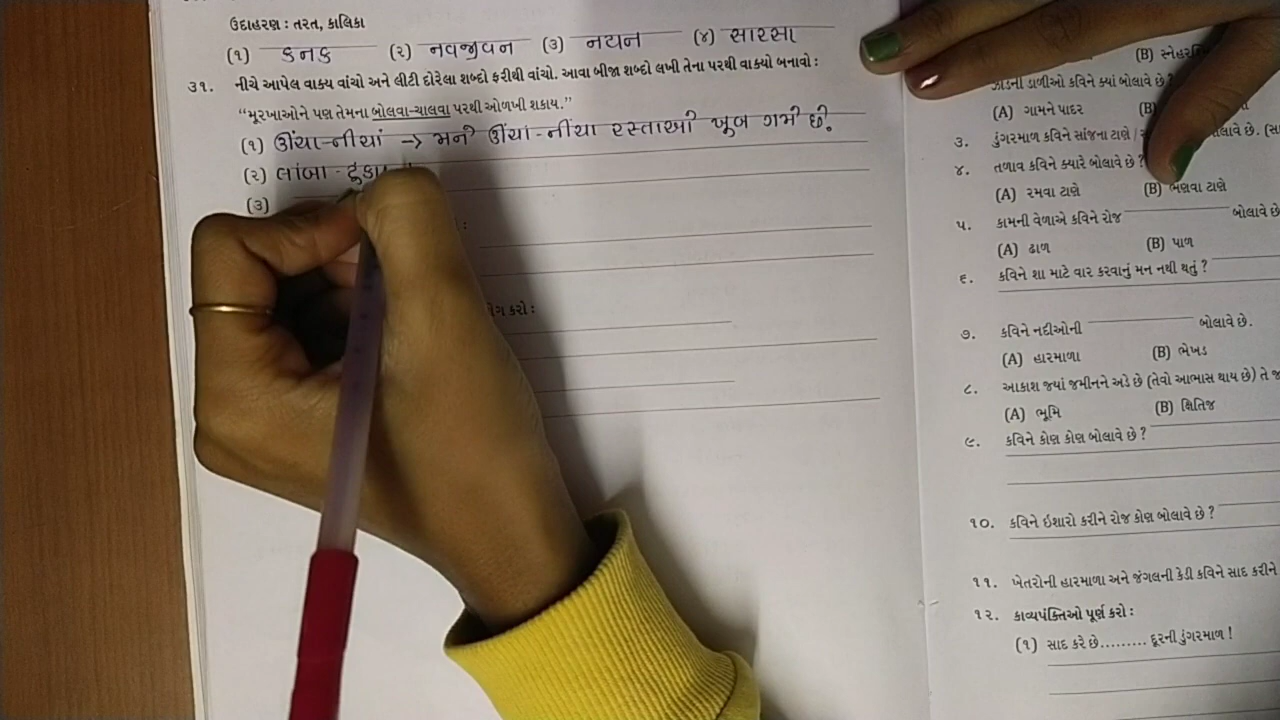 ઉદાહરણ : તરત, કાલિકા
(૧) કનક (૨) નવજીવન (૩) નયન (૪) સારસા
૩૧. નીચે આપેલ વાક્ય વાંચો અને લીટી દોરેલા શબ્દો ફરીથી વાંચો. આવા બીજા શબ્દો લખી તેના પરથી વાક્યો બનાવો :
“મૂરખાઓને પણ તેમના બોલવા-ચાલવા પરથી ઓળખી શકાય.”
(૧) ઊંચા-નીચાં -> મને ઊંચા-નીચા રસ્તાઓ ખુબ ગમે છે.
(૨) લાંબા - ટુંકા
(૩)
:
કરો :
(B)
ડાળીઓ કવિને ક્યાં બોલાવે છે ?
(A) ગામને પાદર (B)
૩. ડુંગરમાળ કવિને સાંજના ટાણે /
૪. તળાવ કવિને ક્યારે બોલાવે છે ?
(A) રમવા ટાણે (B) ભણવા ટાણે
૫. કામની વેળાએ કવિને રોજ બોલાવે છે
(A) ઢાળ (B) પાળ
૬. કવિને શા માટે વાર કરવાનું મન નથી થતું ?
૭. કવિને નદીઓની બોલાવે છે.
(A) હારમાળા (B) ભેખડ
૮. આકાશ જ્યાં જમીનને અડે છે (તેવો આભાસ થાય છે) તે
(A) ભૂમિ (B) ક્ષિતિજ
૯. કવિને કોણ કોણ બોલાવે છે ?
૧૦. કવિને ઇશારો કરીને રોજ કોણ બોલાવે છે ?
૧૧. ખેતરોની હારમાળા અને જંગલની કેડી કવિને સાદ કરીને
૧૨. કાવ્યપંક્તિઓ પૂર્ણ કરો :
(૧) સાદ કરે છે......... દૂરની ડુંગરમાળ !